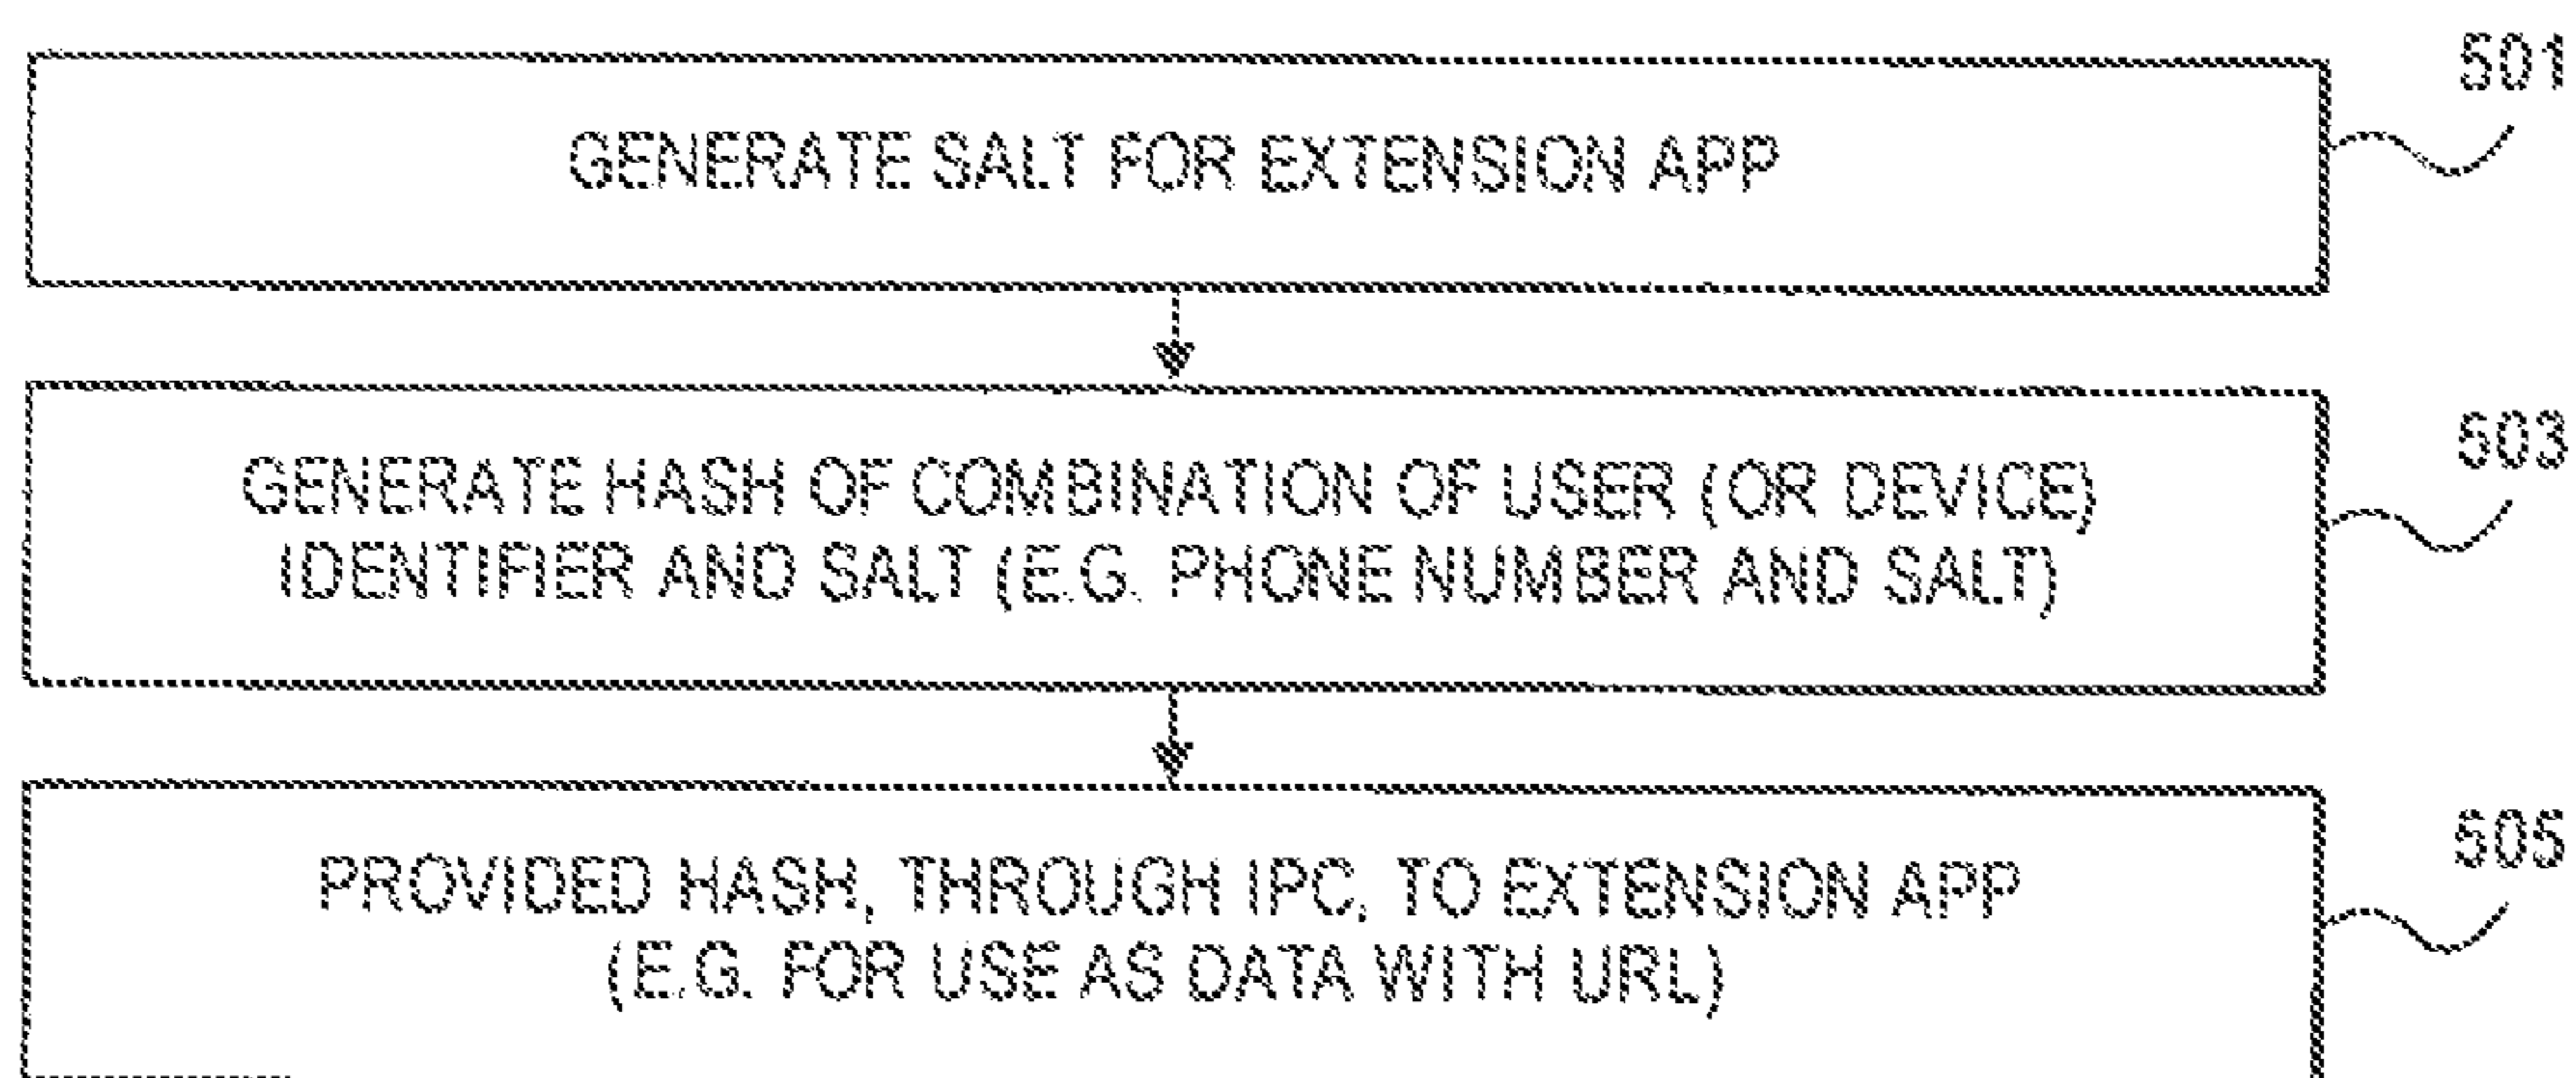 501
GENERATE SALT FOR EXTENSION APP
503
GENERATE HASH OF COMBINATION OF USER (OR DEVICE)
IDENTIFIER AND SALT (E.G. PHONE NUMBER AND SALT)
505
PROVIDED HASH, THROUGH IPC, TO EXTENSION APP
(E.G. FOR USE AS DATA WITH URL)